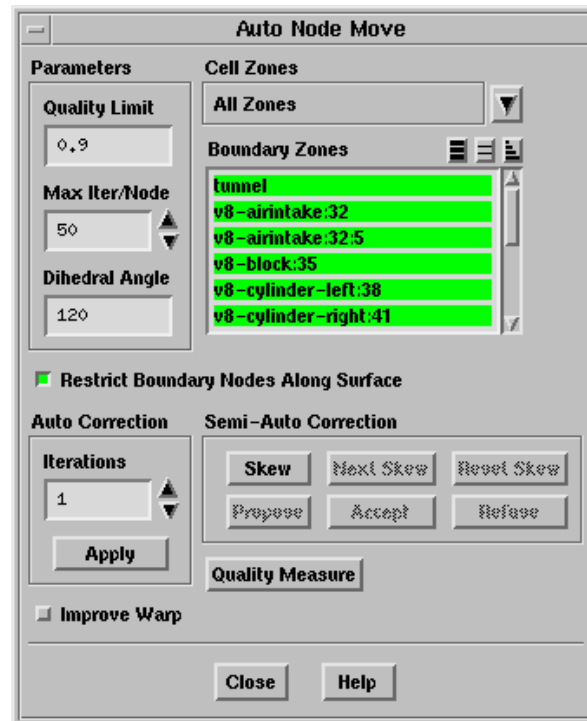 Auto Node Move
Parameters
Quality Limit
0.9
Max Iter/Node
50
Dihedral Angle
120
Cell Zones
All Zones
Boundary Zones
tunnel
v8-airintake:32
v8-airintake:32:5
v8-block:35
v8-cylinder-left:38
v8-cylinder-right:41
Restrict Boundary Nodes Along Surface
Auto Correction
Iterations
1
Apply
Semi-Auto Correction
Skew Next Skew Reset Skew
Propose Accept Refuse
Quality Measure
Improve Warp
Close Help